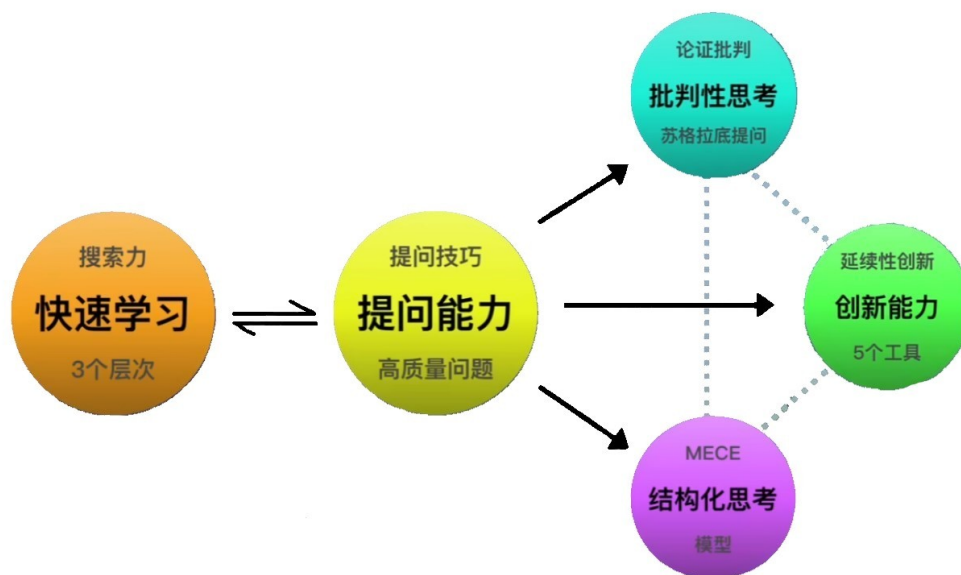 搜索力
快速学习
3个层次
提问技巧
提问能力
高质量问题
论证批判
批判性思考
苏格拉底提问
延续性创新
创新能力
5个工具
MECE
结构化思考
模型